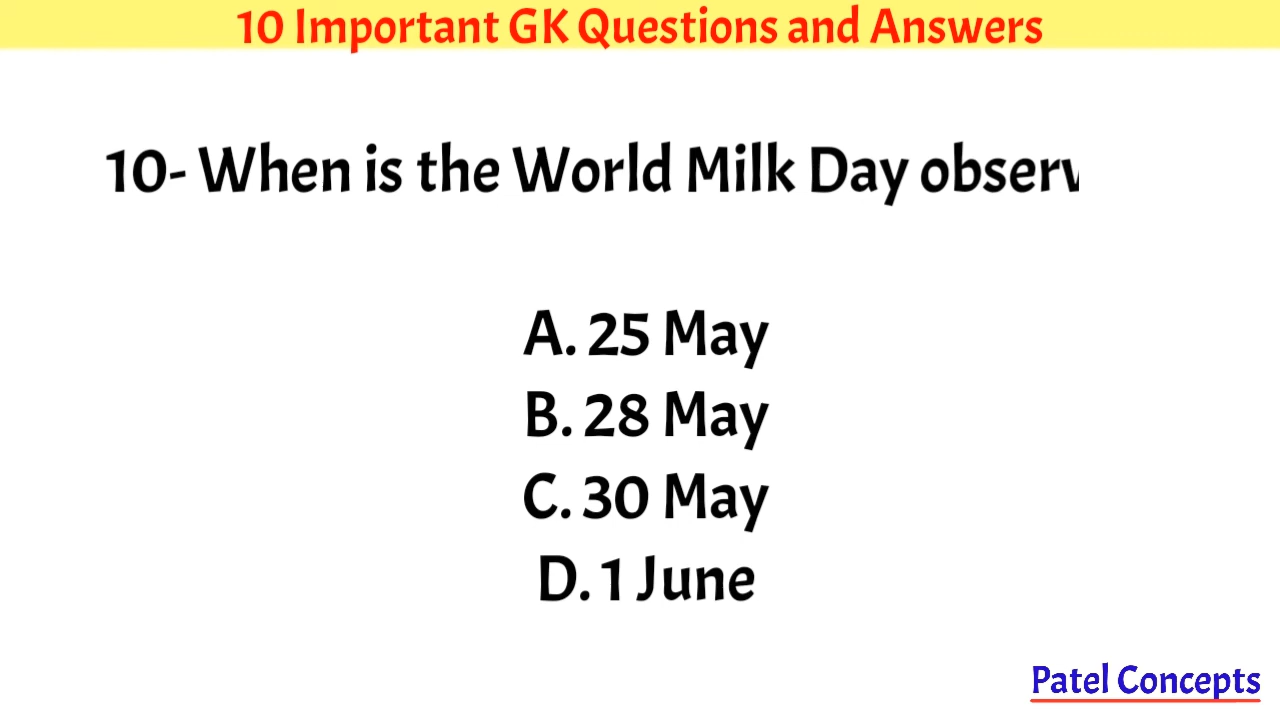 10 Important GK Questions and Answers
10- When is the World Milk Day observ
A. 25 May
B. 28 May
C. 30 May
D. 1 June
Patel Concepts